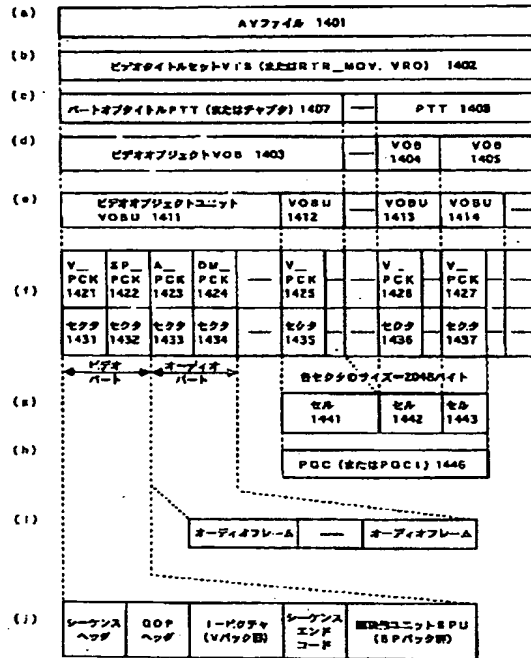 (a)
AVファイル 1401
(b)
ビデオタイトルセットVTS (またはRTR_MOV. VRO) 1402
(c)
パートオブタイトルPTT (またはチャプタ) 1407
PTT 1408
(d)
ビデオオブジェクトVOB 1403
VOB 1404
VOB 1405
(e)
ビデオオブジェクトユニット
VOBU 1411
VOBU 1412
VOBU 1413
VOBU 1414
(f)
V_ PCK 1421
SP_ PCK 1422
A_ PCK 1423
DM_ PCK 1424
V_ PCK 1425
V_ PCK 1426
V_ PCK 1427
セクタ 1431
セクタ 1432
セクタ 1433
セクタ 1434
セクタ 1435
セクタ 1436
セクタ 1437
ビデオ パート
オーディオ パート
各セクタのサイズ=2048バイト
(g)
セル 1441
セル 1442
セル 1443
(h)
PGC (またはPGCI) 1446
(i)
オーディオフレーム
オーディオフレーム
(j)
シーケンス ヘッダ
GOP ヘッダ
I-ピクチャ (Vパック群)
シーケンス エンド コード
副映像ユニットSPU (SPパック群)